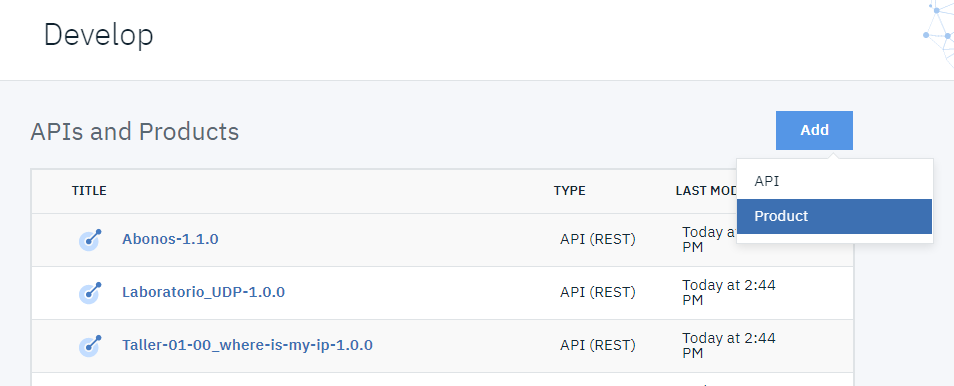 Develop
APIs and Products
Add
API
Product
TITLE
TYPE
LAST
Abonos-1.1.0
API (REST)
Today
PM
Laboratorio_UDP-1.0.0
API (REST)
Today at 2:44
PM
Taller-01-00_where-is-my-ip-1.0.0
API (REST)
Today at 2:44
PM